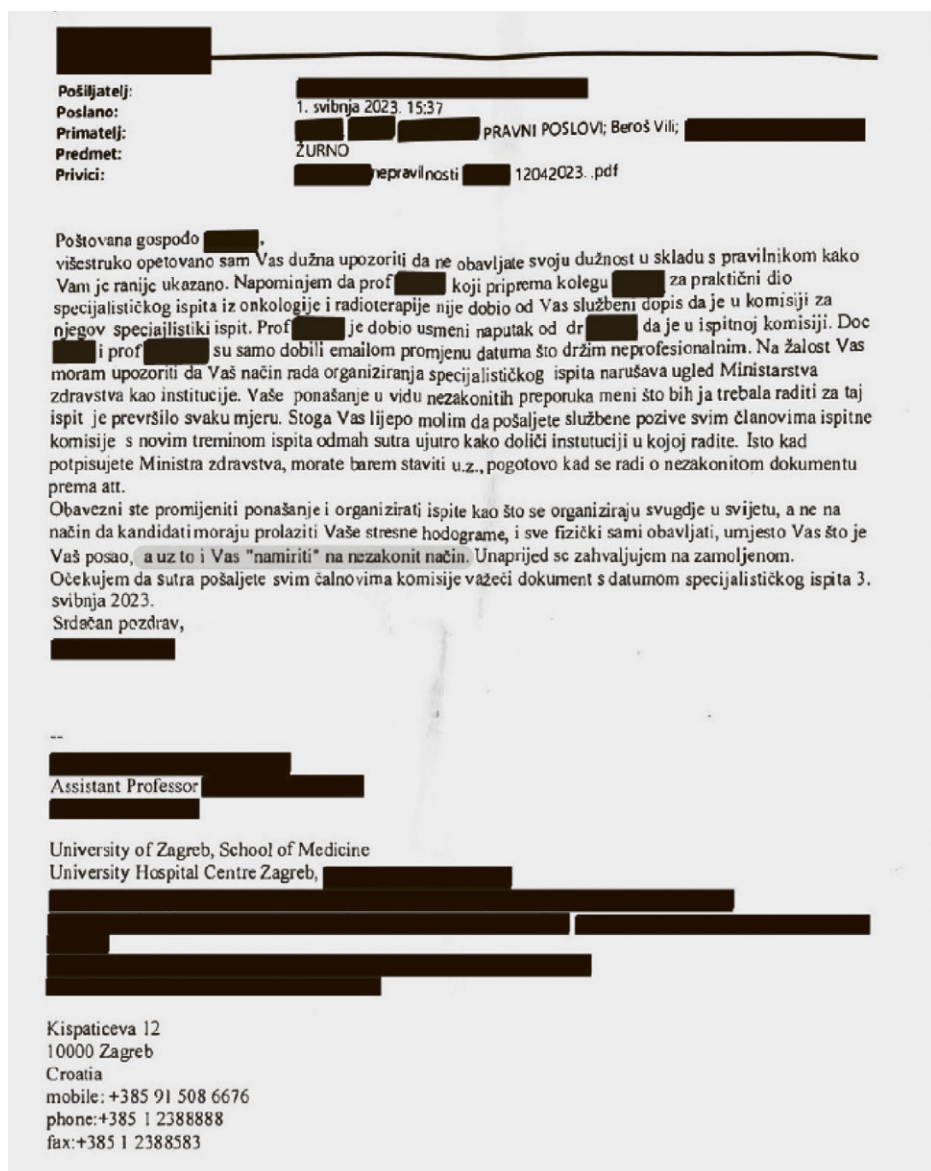 Pošiljatelj:
Poslano: 1. svibnja 2023. 15:37
Primatelj: PRAVNI POSLOVI; Beroš Vili;
Predmet: ŽURNO
Privici: nepravilnosti 12042023. .pdf
Poštovana gospođo ,
višestruko opetovano sam Vas dužna upozoriti da ne obavljate svoju dužnost u skladu s pravilnikom kako
Vam je ranije ukazano. Napominjem da prof koji priprema kolegu za praktični dio
specijalističkog ispita iz onkologije i radioterapije nije dobio od Vas službeni dopis da je u komisiji za
njegov speciajlistiki ispit. Prof je dobio usmeni naputak od dr da je u ispitnoj komisiji. Doc
i prof su samo dobili emailom promjenu datuma što držim neprofesionalnim. Na žalost Vas
moram upozoriti da Vaš način rada organiziranja specijalističkog ispita narušava ugled Ministarstva
zdravstva kao institucije. Vaše ponašanje u vidu nezakonitih preporuka meni što bih ja trebala raditi za taj
ispit je prevršilo svaku mjeru. Stoga Vas lijepo molim da pošaljete službene pozive svim članovima ispitne
komisije s novim treminom ispita odmah sutra ujutro kako doliči instutuciji u kojoj radite. Isto kad
potpisujete Ministra zdravstva, morate barem staviti u.z., pogotovo kad se radi o nezakonitom dokumentu
prema att.
Obavezni ste promijeniti ponašanje i organizirati ispite kao što se organiziraju svugdje u svijetu, a ne na
način da kandidati moraju prolaziti Vaše stresne hodograme, i sve fizički sami obavljati, umjesto Vas što je
Vaš posao, a uz to i Vas "namiriti" na nezakonit način. Unaprijed se zahvaljujem na zamoljenom.
Očekujem da sutra pošaljete svim čalnovima komisije važeći dokument s datumom specijalističkog ispita 3.
svibnja 2023.
Srdačan pozdrav,
--
Assistant Professor
University of Zagreb, School of Medicine
University Hospital Centre Zagreb,
Kispaticeva 12
10000 Zagreb
Croatia
mobile: +385 91 508 6676
phone:+385 1 2388888
fax:+385 1 2388583